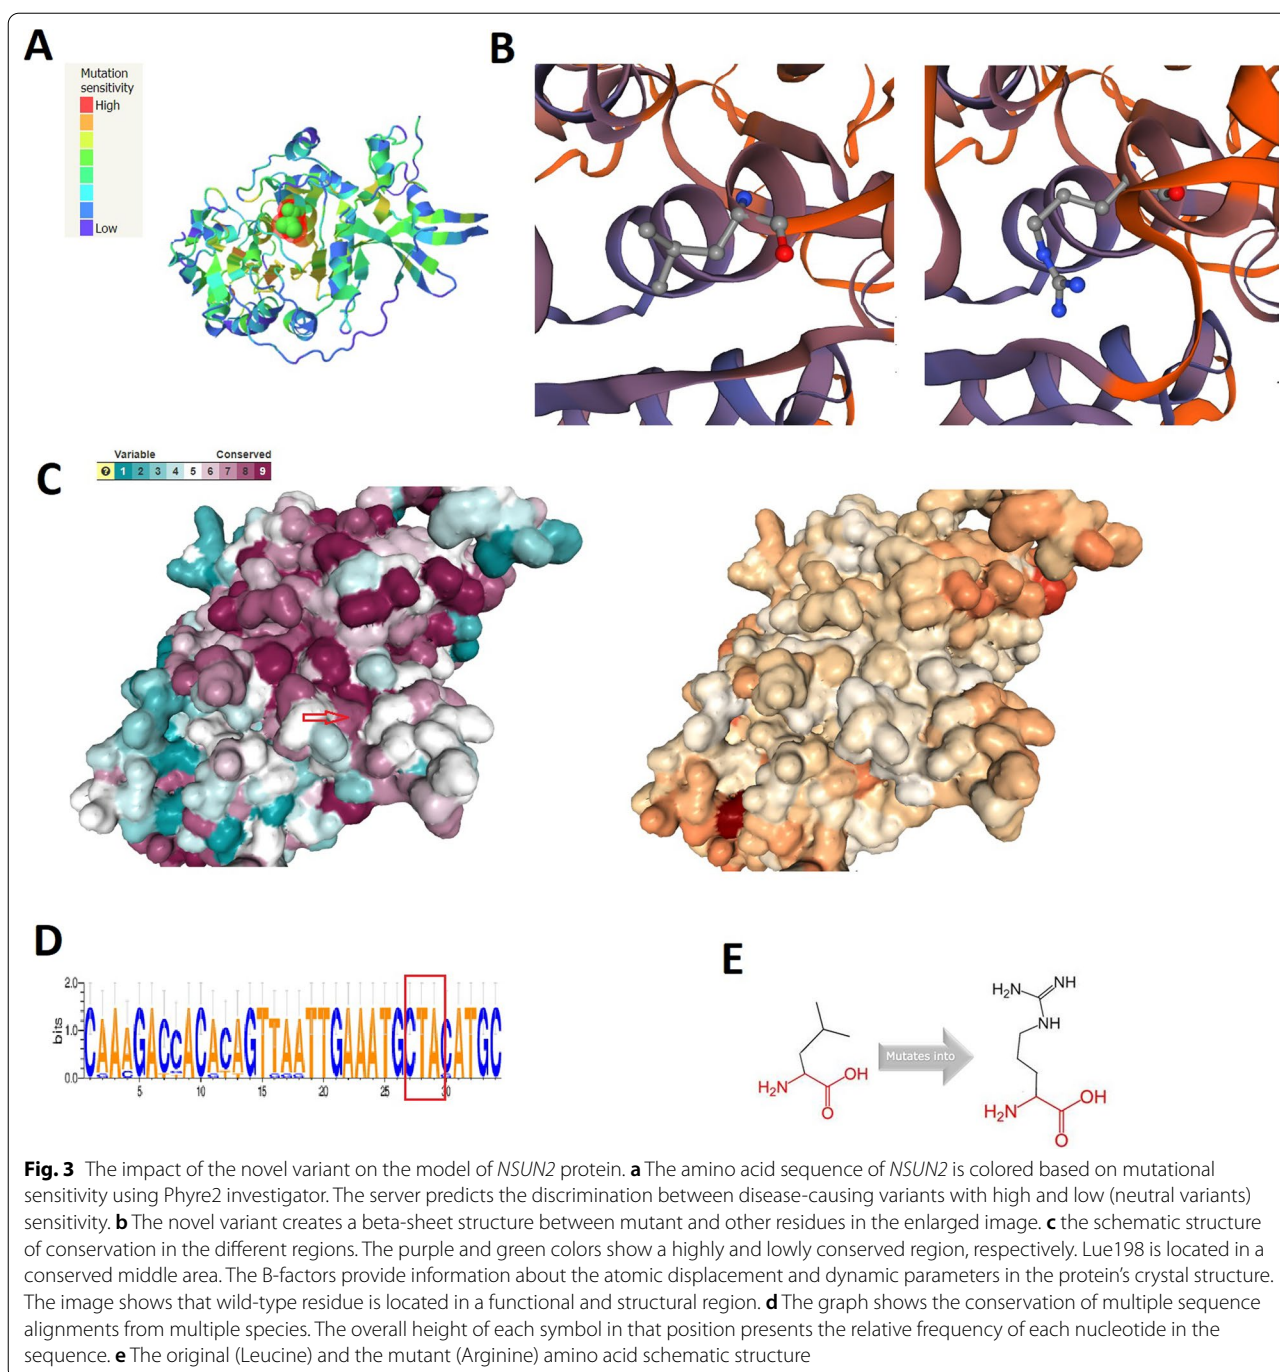 A
Mutation
sensitivity
High
Low
B
C
Variable Conserved
? 1 2 3 4 5 6 7 8 9
D
2.0
1.0
0.0
bits
5 10 15 20 25 30
E
H₂N
OH
O
Mutates into
H₂N
NH
NH
H₂N
OH
O
Fig. 3 The impact of the novel variant on the model of NSUN2 protein. a The amino acid sequence of NSUN2 is colored based on mutational
sensitivity using Phyre2 investigator. The server predicts the discrimination between disease-causing variants with high and low (neutral variants)
sensitivity. b The novel variant creates a beta-sheet structure between mutant and other residues in the enlarged image. c the schematic structure
of conservation in the different regions. The purple and green colors show a highly and lowly conserved region, respectively. Lue198 is located in a
conserved middle area. The B-factors provide information about the atomic displacement and dynamic parameters in the protein's crystal structure.
The image shows that wild-type residue is located in a functional and structural region. d The graph shows the conservation of multiple sequence
alignments from multiple species. The overall height of each symbol in that position presents the relative frequency of each nucleotide in the
sequence. e The original (Leucine) and the mutant (Arginine) amino acid schematic structure